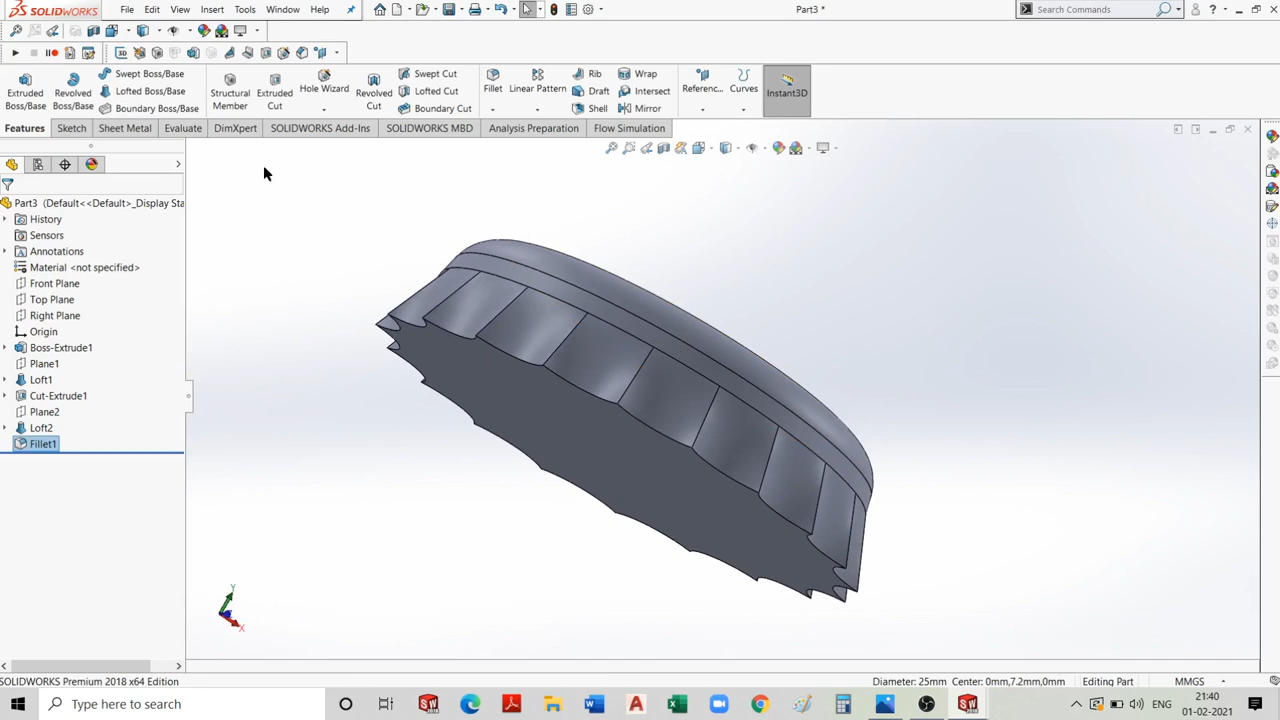 SOLIDWORKS
File Edit View Insert Tools Window Help
Part3 *
Search Commands
Extruded Boss/Base
Revolved Boss/Base
Swept Boss/Base
Lofted Boss/Base
Boundary Boss/Base
Structural Member
Extruded Cut
Hole Wizard
Revolved Cut
Swept Cut
Lofted Cut
Boundary Cut
Fillet
Linear Pattern
Rib
Draft
Shell
Wrap
Intersect
Mirror
Referenc...
Curves
Instant3D
Features Sketch Sheet Metal Evaluate DimXpert SOLIDWORKS Add-Ins SOLIDWORKS MBD Analysis Preparation Flow Simulation
Part3 (Default<<Default>_Display Sta
History
Sensors
Annotations
Material <not specified>
Front Plane
Top Plane
Right Plane
Origin
Boss-Extrude1
Plane1
Loft1
Cut-Extrude1
Plane2
Loft2
Fillet1
Y
X
SOLIDWORKS Premium 2018 x64 Edition
Diameter: 25mm Center: 0mm,7.2mm,0mm
Editing Part
MMGS
Type here to search
21:40
01-02-2021